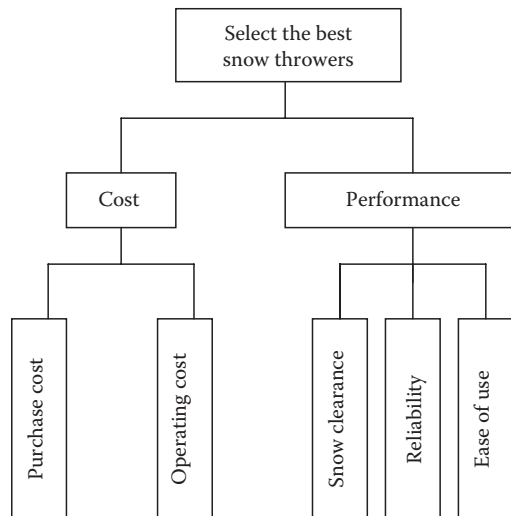 Select the best
snow throwers
Cost
Performance
Purchase cost
Operating cost
Snow clearance
Reliability
Ease of use